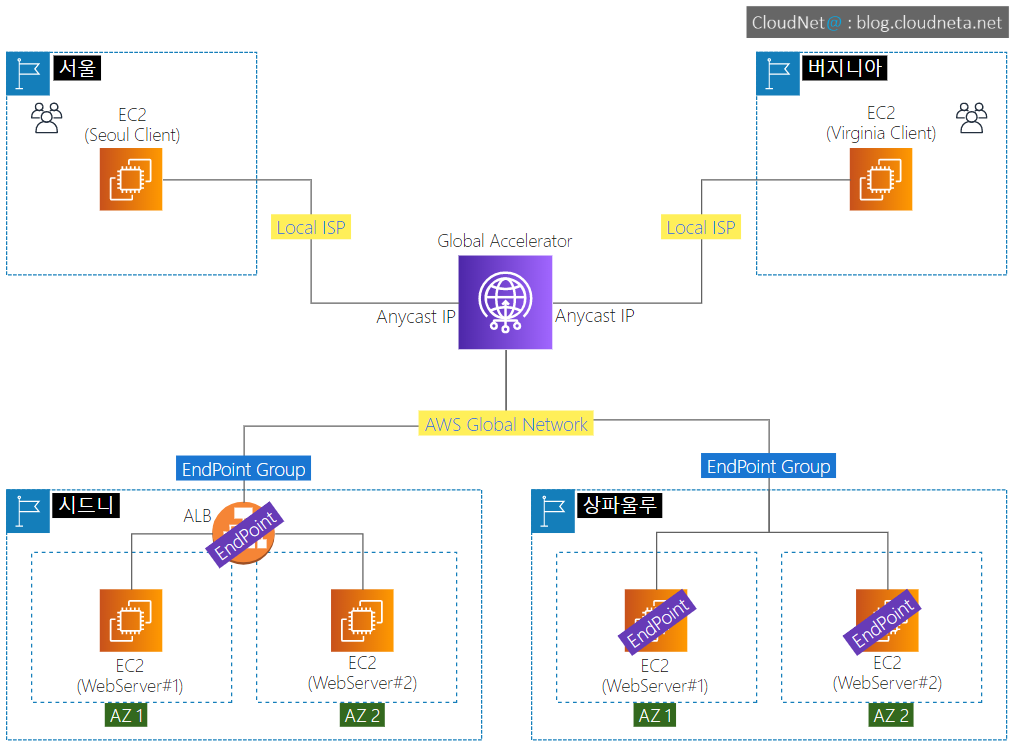 CloudNet@ : blog.cloudneta.net
서울
버지니아
EC2
(Seoul Client)
EC2
(Virginia Client)
Local ISP
Local ISP
Global Accelerator
Anycast IP
Anycast IP
AWS Global Network
EndPoint Group
EndPoint Group
시드니
상파울루
ALB
EndPoint
EC2
(WebServer#1)
AZ 1
EC2
(WebServer#2)
AZ 2
EndPoint
EC2
(WebServer#1)
AZ 1
EndPoint
EC2
(WebServer#2)
AZ 2